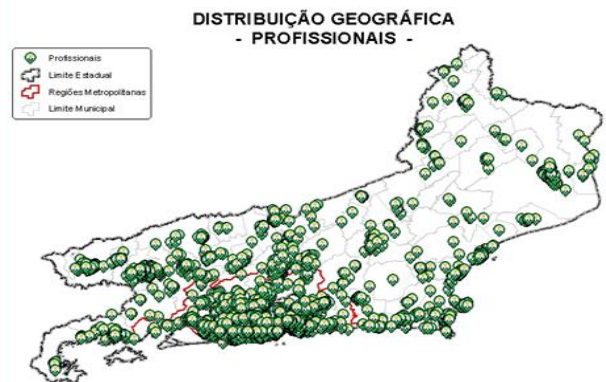 DISTRIBUIÇÃO GEOGRÁFICA
- PROFISSIONAIS -
Profissionais
Limite Estadual
Regiões Metropolitanas
Limite Municipal